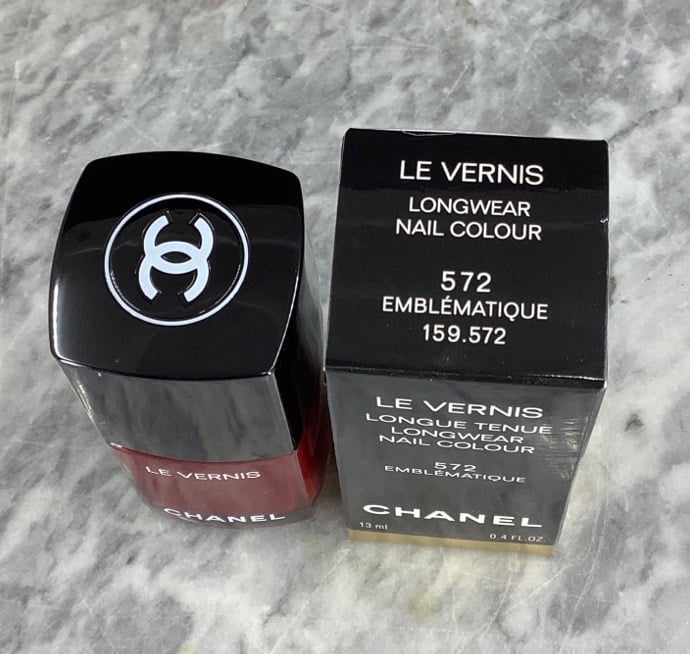 LE VERNIS
CHANEL
LE VERNIS
LONGWEAR
NAIL COLOUR
572
EMBLÉMATIQUE
159.572
LE VERNIS
LONGUE TENUE
LONGWEAR
NAIL COLOUR
572
EMBLÉMATIQUE
CHANEL
13 ml 0.4 FL.OZ.